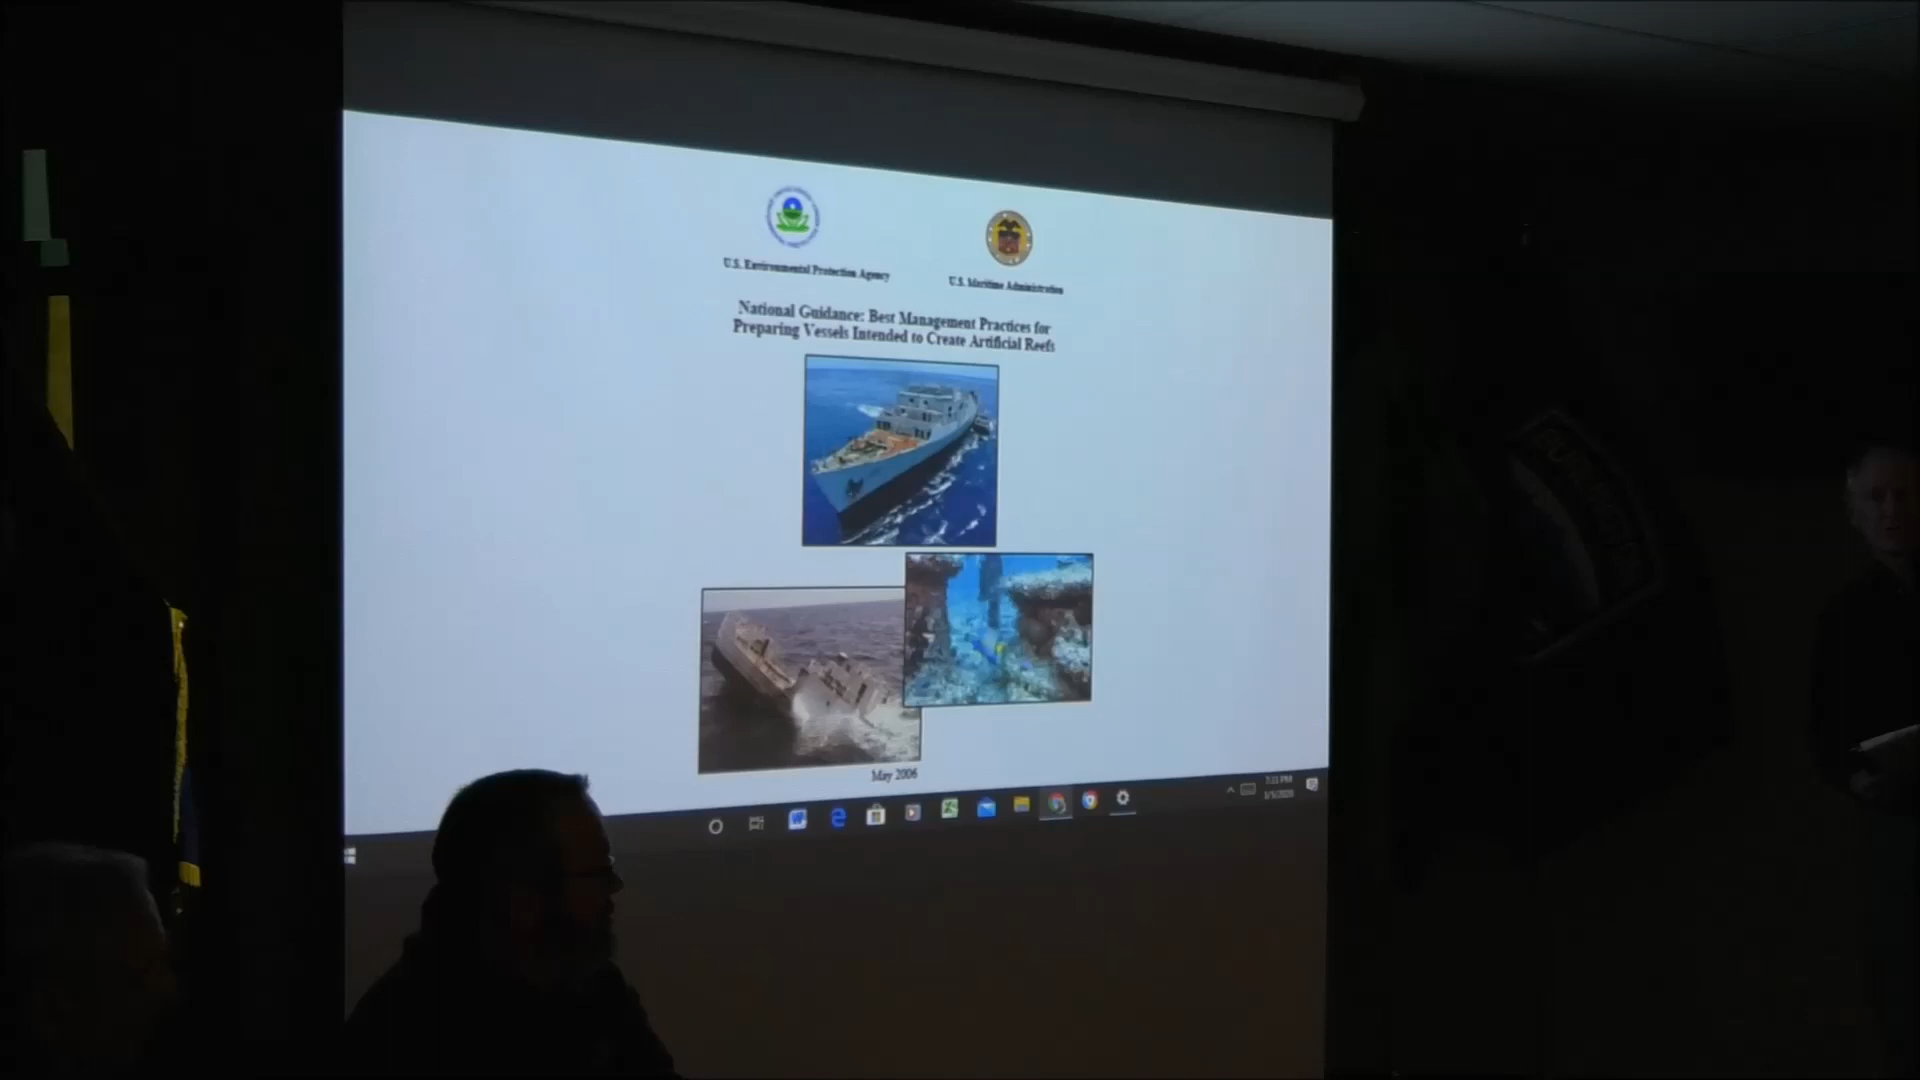 U.S. Environmental Protection Agency
U.S. Maritime Administration
National Guidance: Best Management Practices for
Preparing Vessels Intended to Create Artificial Reefs
May 2006